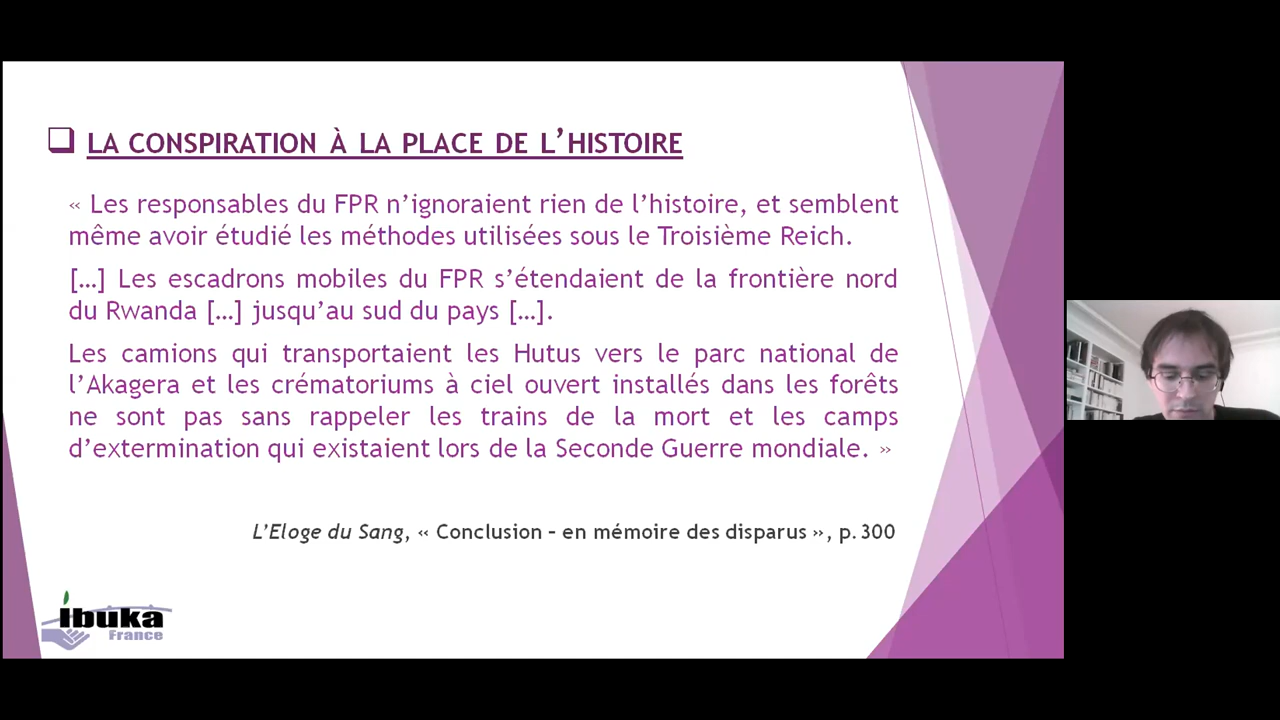 LA CONSPIRATION À LA PLACE DE L’HISTOIRE
« Les responsables du FPR n’ignoraient rien de l’histoire, et semblent
même avoir étudié les méthodes utilisées sous le Troisième Reich.
[…] Les escadrons mobiles du FPR s’étendaient de la frontière nord
du Rwanda […] jusqu’au sud du pays […].
Les camions qui transportaient les Hutus vers le parc national de
l’Akagera et les crématoriums à ciel ouvert installés dans les forêts
ne sont pas sans rappeler les trains de la mort et les camps
d’extermination qui existaient lors de la Seconde Guerre mondiale. »
L’Eloge du Sang, « Conclusion – en mémoire des disparus », p.300
ibuka
France